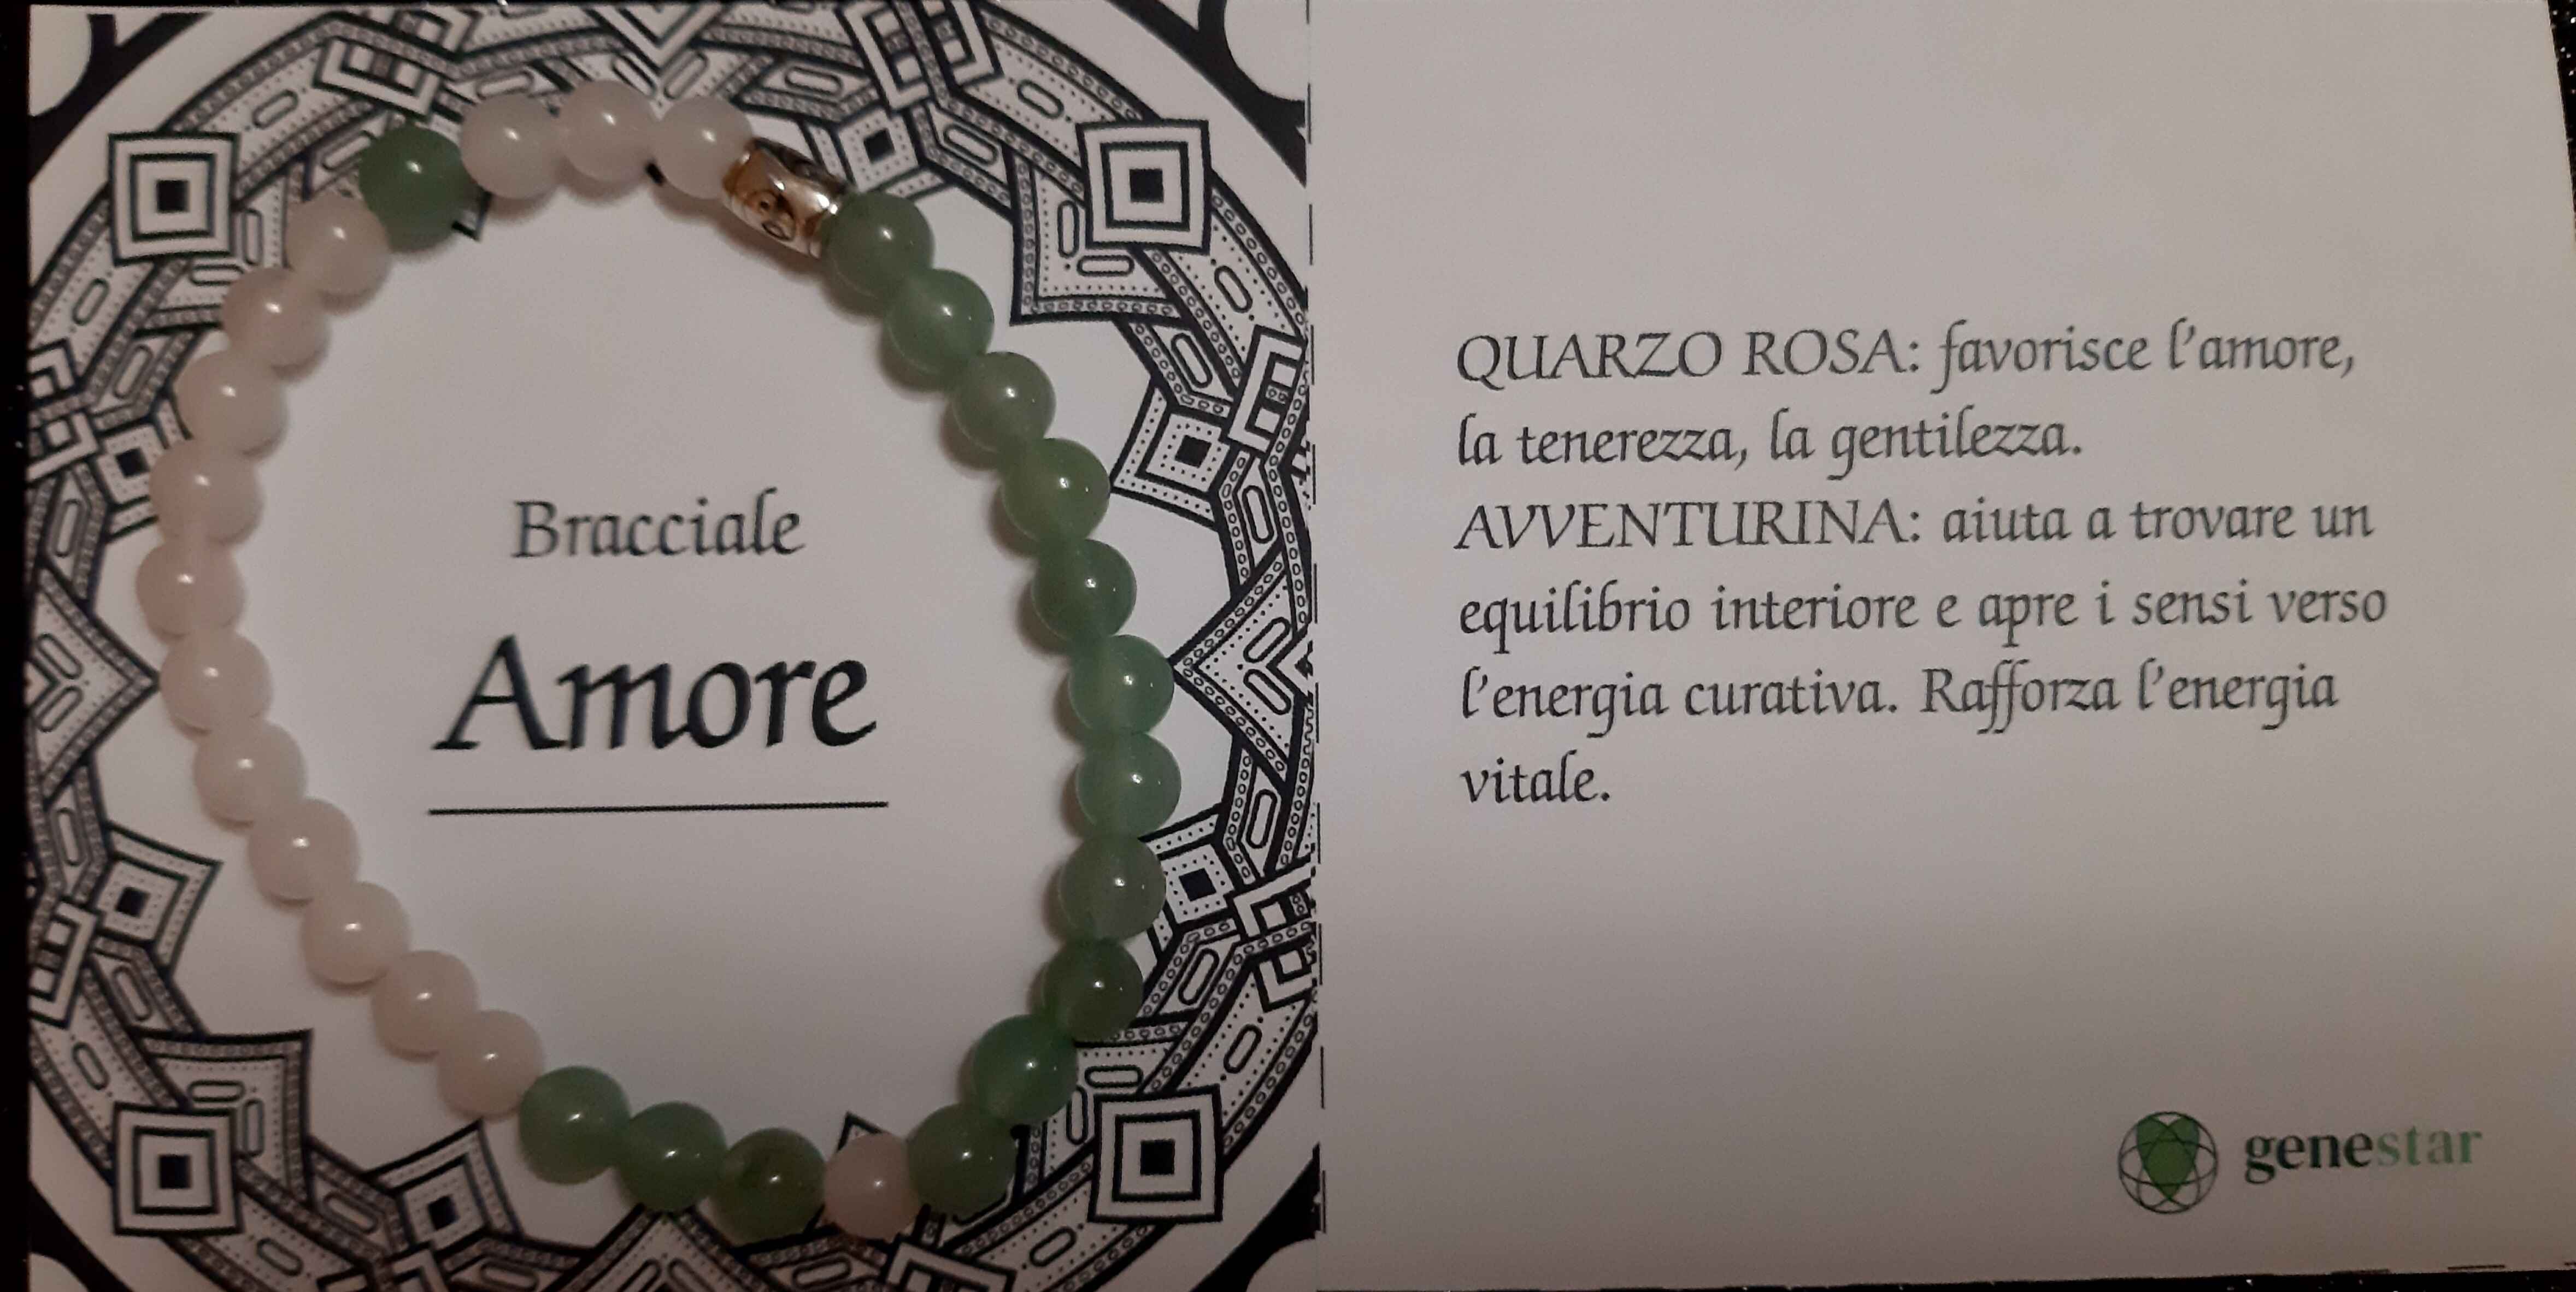 Bracciale
Amore
QUARZO ROSA: favorisce l'amore,
la tenerezza, la gentilezza.
AVVENTURINA: aiuta a trovare un
equilibrio interiore e apre i sensi verso
l'energia curativa. Rafforza l'energia
vitale.
genestar